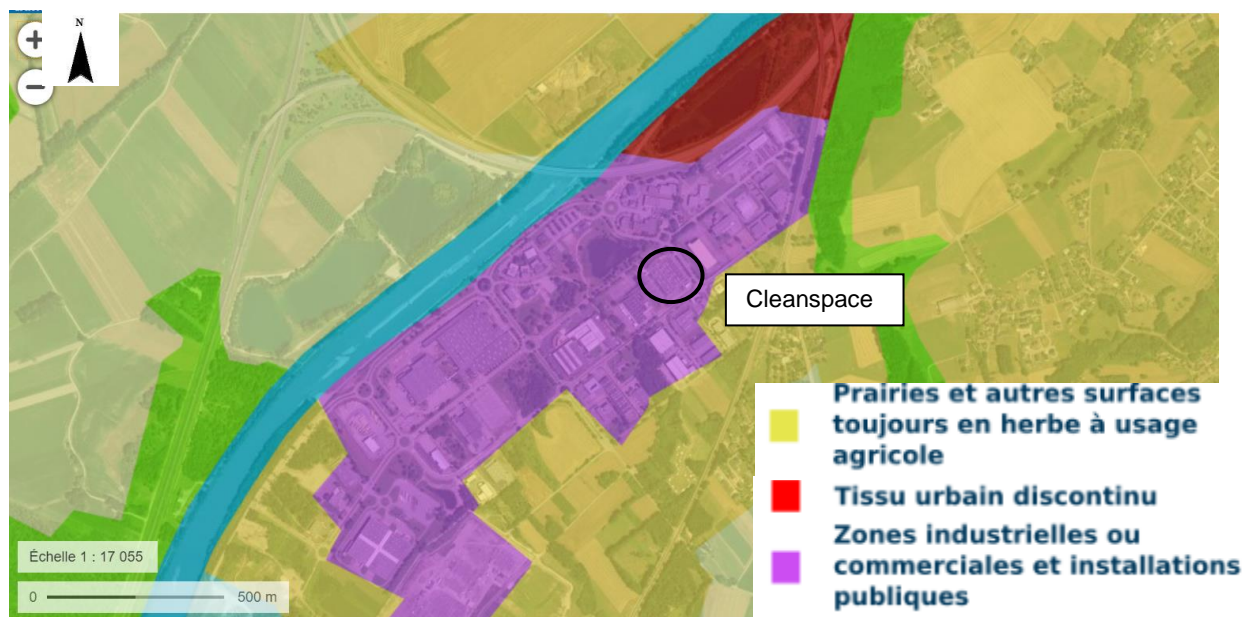 N
+
−
Cleanspace
Prairies et autres surfaces
toujours en herbe à usage
agricole
Tissu urbain discontinu
Zones industrielles ou
commerciales et installations
publiques
Échelle 1 : 17 055
0 500 m